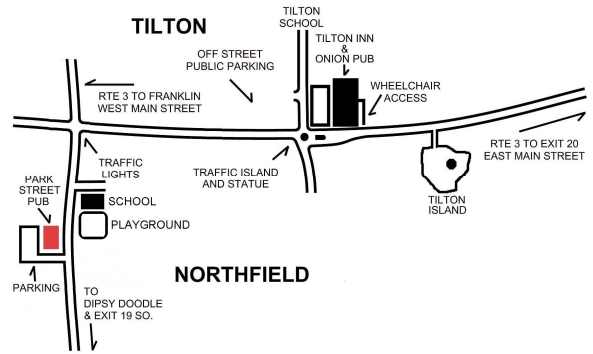 TILTON
SCHOOL
TILTON
TILTON INN
&
ONION PUB
OFF STREET
PUBLIC PARKING
WHEELCHAIR
ACCESS
RTE 3 TO FRANKLIN
WEST MAIN STREET
RTE 3 TO EXIT 20
EAST MAIN STREET
TRAFFIC
LIGHTS
TRAFFIC ISLAND
AND STATUE
PARK
STREET
PUB
SCHOOL
TILTON
ISLAND
PLAYGROUND
NORTHFIELD
PARKING
TO
DIPSY DOODLE
& EXIT 19 SO.